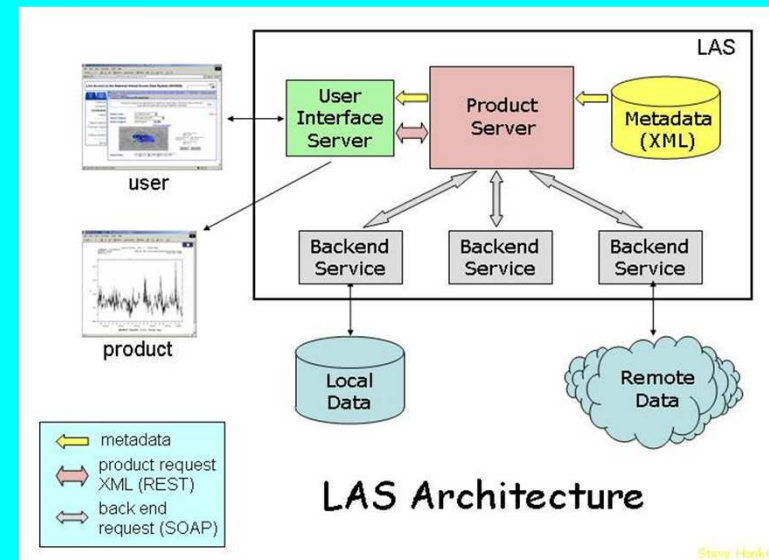 LAS
User
Interface
Server
Product
Server
Metadata
(XML)
user
Backend
Service
Backend
Service
Backend
Service
product
Local
Data
Remote
Data
metadata
product request
XML (REST)
back end
request (SOAP)
LAS Architecture
Steve